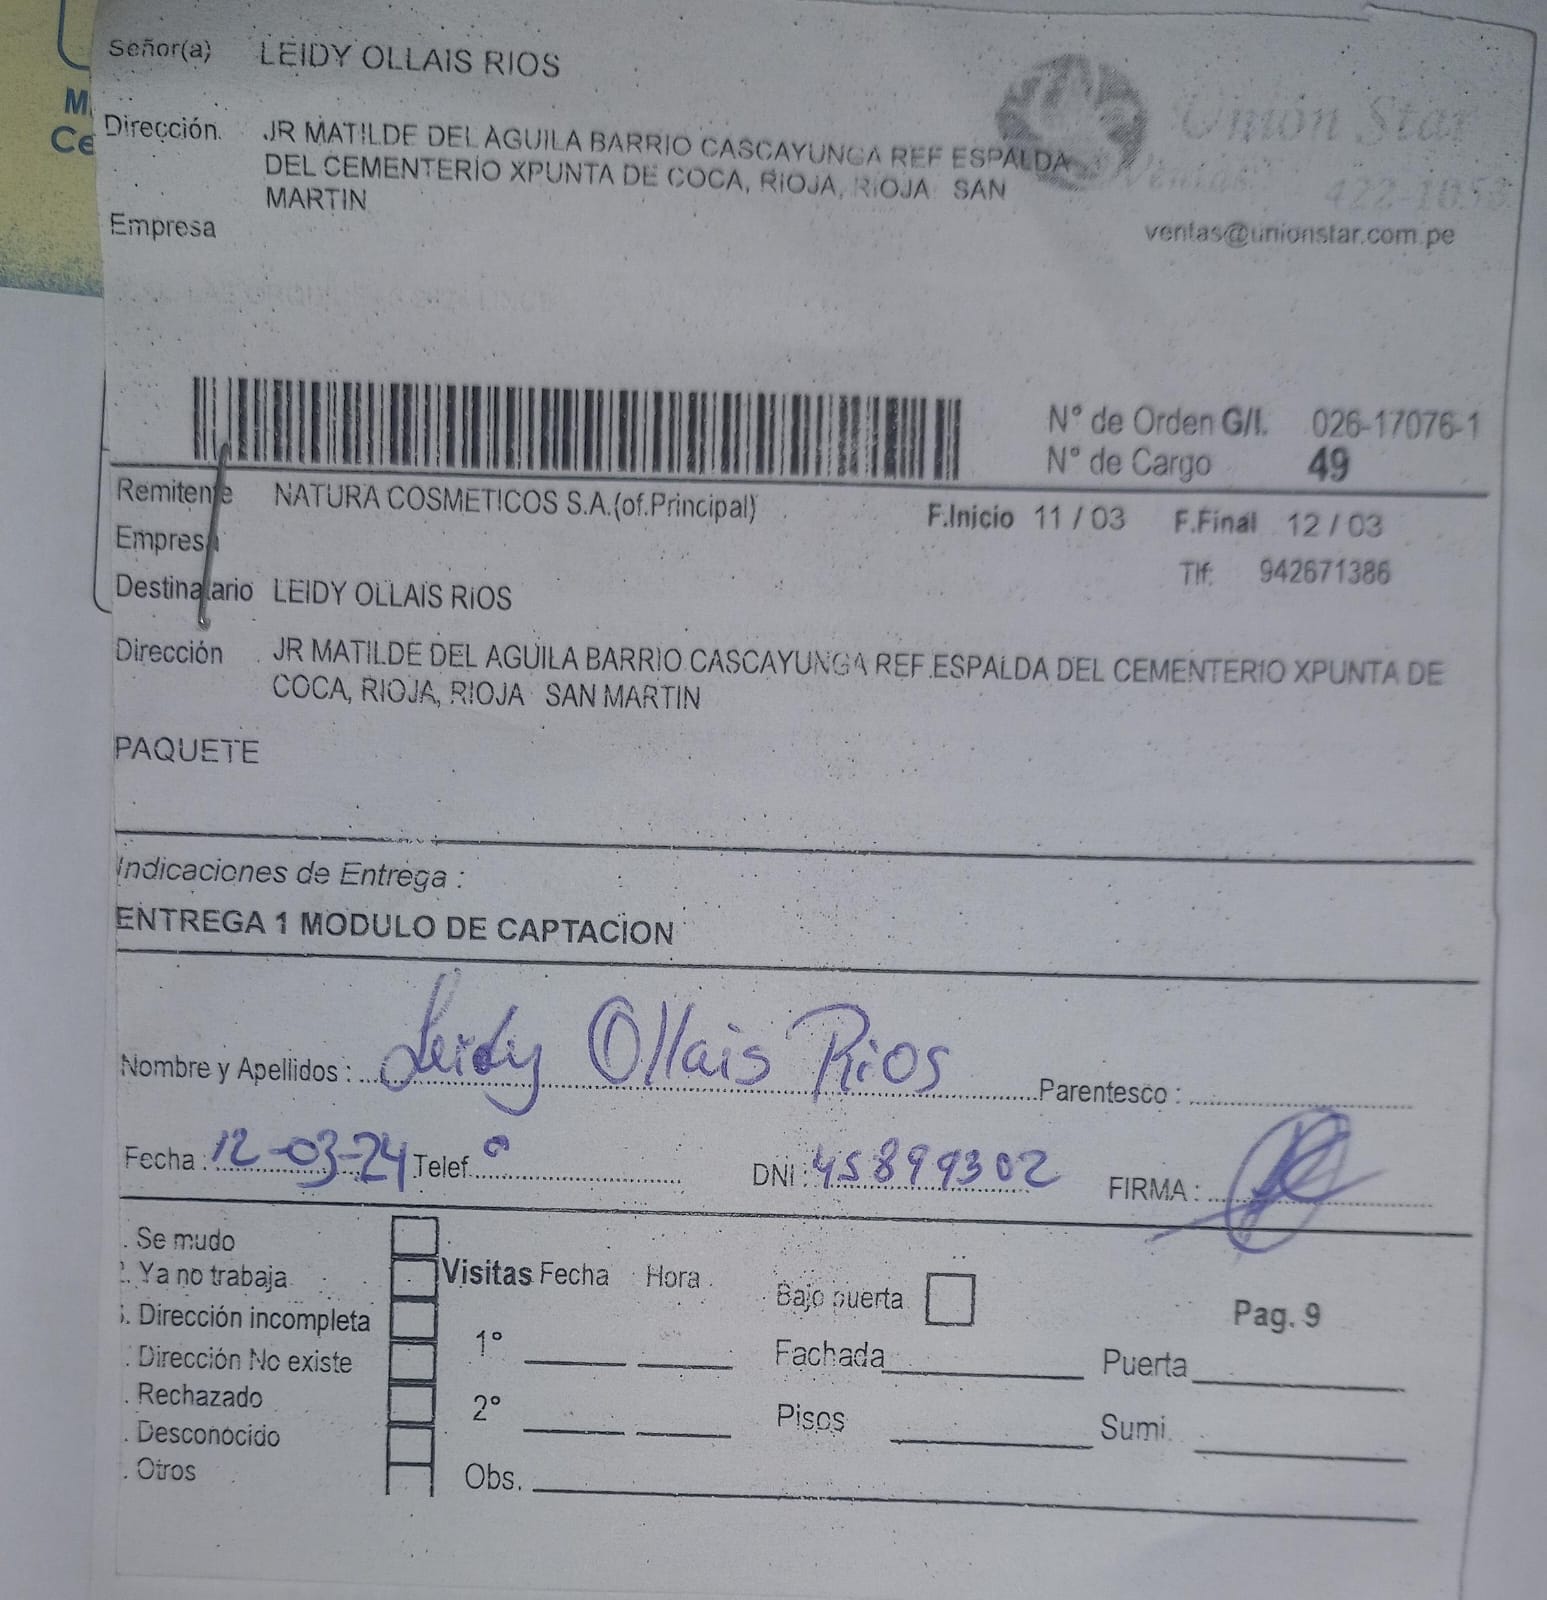 M
Ce
Señor(a) LEIDY OLLAIS RIOS
Dirección. JR MATILDE DEL AGUILA BARRIO CASCAYUNGA REF ESPALDA
DEL CEMENTERIO XPUNTA DE COCA, RIOJA, RIOJA SAN
MARTIN
Unión Star
Ventas
422-1053
ventas@unionstar.com.pe
Empresa
N° de Orden G/I. 026-17076-1
N° de Cargo 49
Remitente NATURA COSMETICOS S.A.(of.Principal) F.Inicio 11 / 03 F.Final 12 / 03
Empresa
Tlf: 942671386
Destinatario LEIDY OLLAIS RIOS
Dirección JR MATILDE DEL AGUILA BARRIO CASCAYUNGA REF.ESPALDA DEL CEMENTERIO XPUNTA DE
COCA, RIOJA, RIOJA SAN MARTIN
PAQUETE
Indicaciones de Entrega :
ENTREGA 1 MODULO DE CAPTACION
Nombre y Apellidos : Leidy Ollais Rios Parentesco :
Fecha : 12-03-24 Telef. DNI : 45899302 FIRMA :
. Se mudo
. Ya no trabaja Visitas Fecha Hora Bajo puerta Pag. 9
. Dirección incompleta 1°
. Dirección No existe Fachada Puerta
. Rechazado 2° Pisos Sumi.
. Desconocido
. Otros Obs.